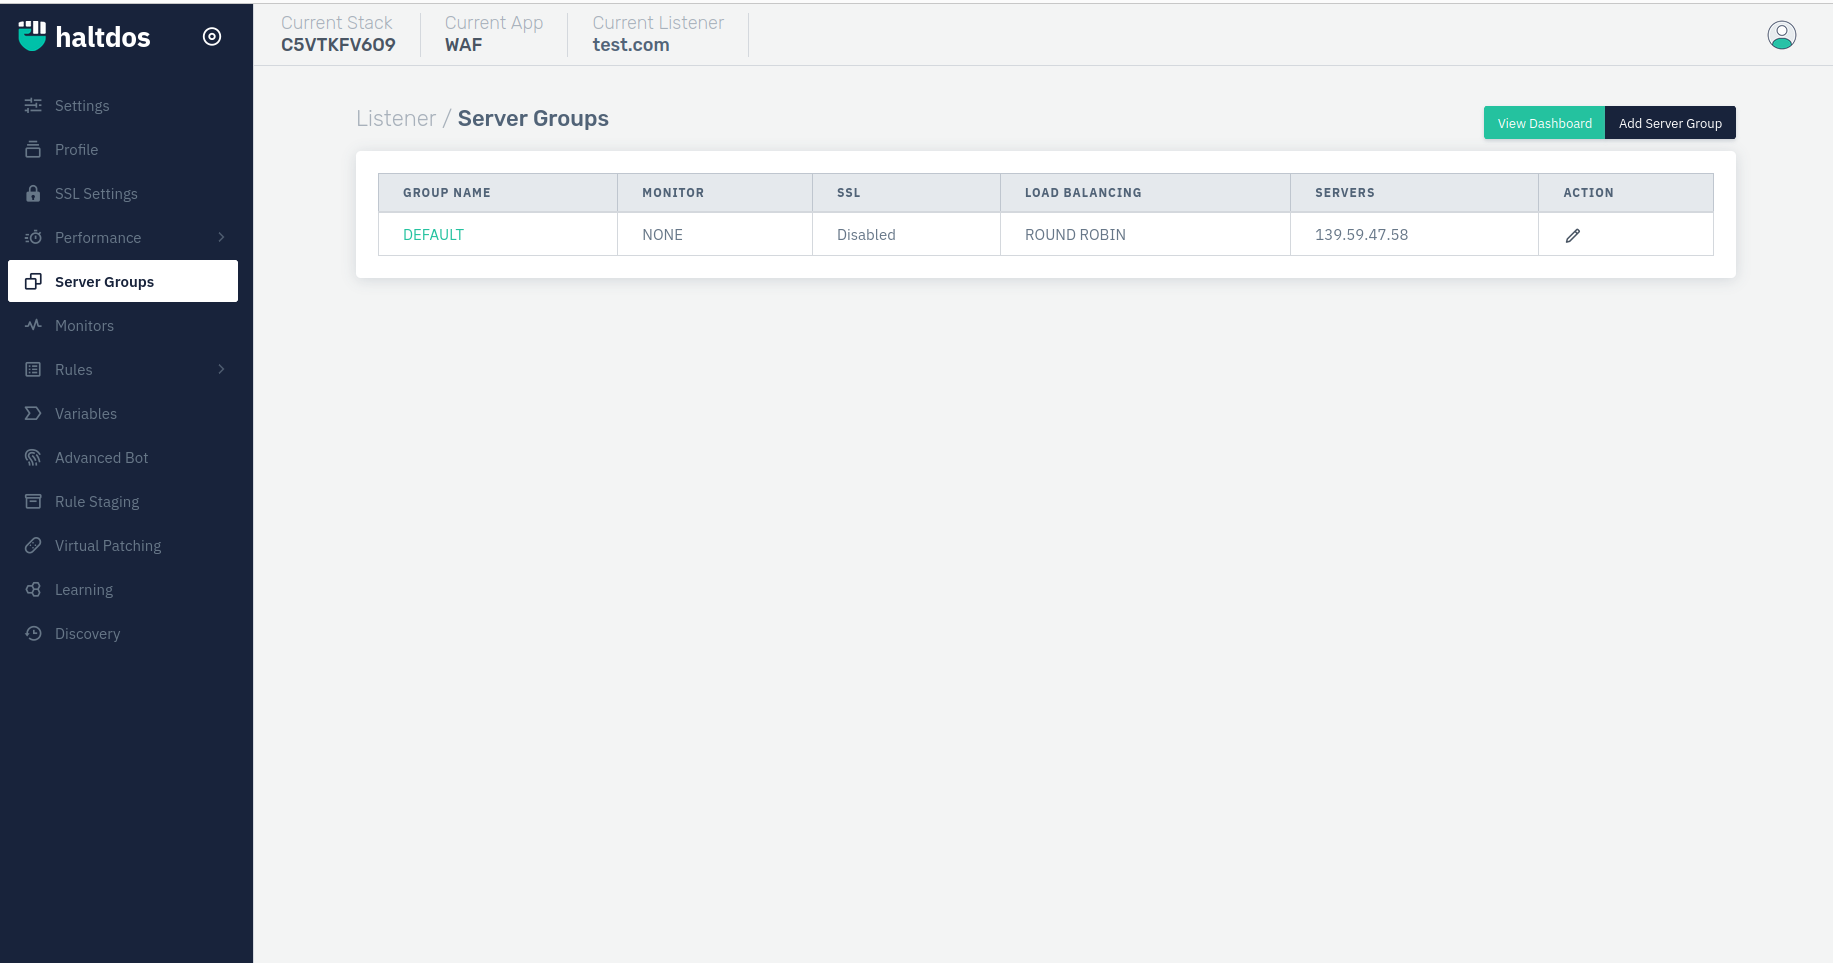 haltdos
Current Stack
C5VTKFV6O9
Current App
WAF
Current Listener
test.com
Settings
Profile
SSL Settings
Performance
Server Groups
Monitors
Rules
Variables
Advanced Bot
Rule Staging
Virtual Patching
Learning
Discovery
Listener / Server Groups
View Dashboard
Add Server Group
GROUP NAME MONITOR SSL LOAD BALANCING SERVERS ACTION
DEFAULT NONE Disabled ROUND ROBIN 139.59.47.58